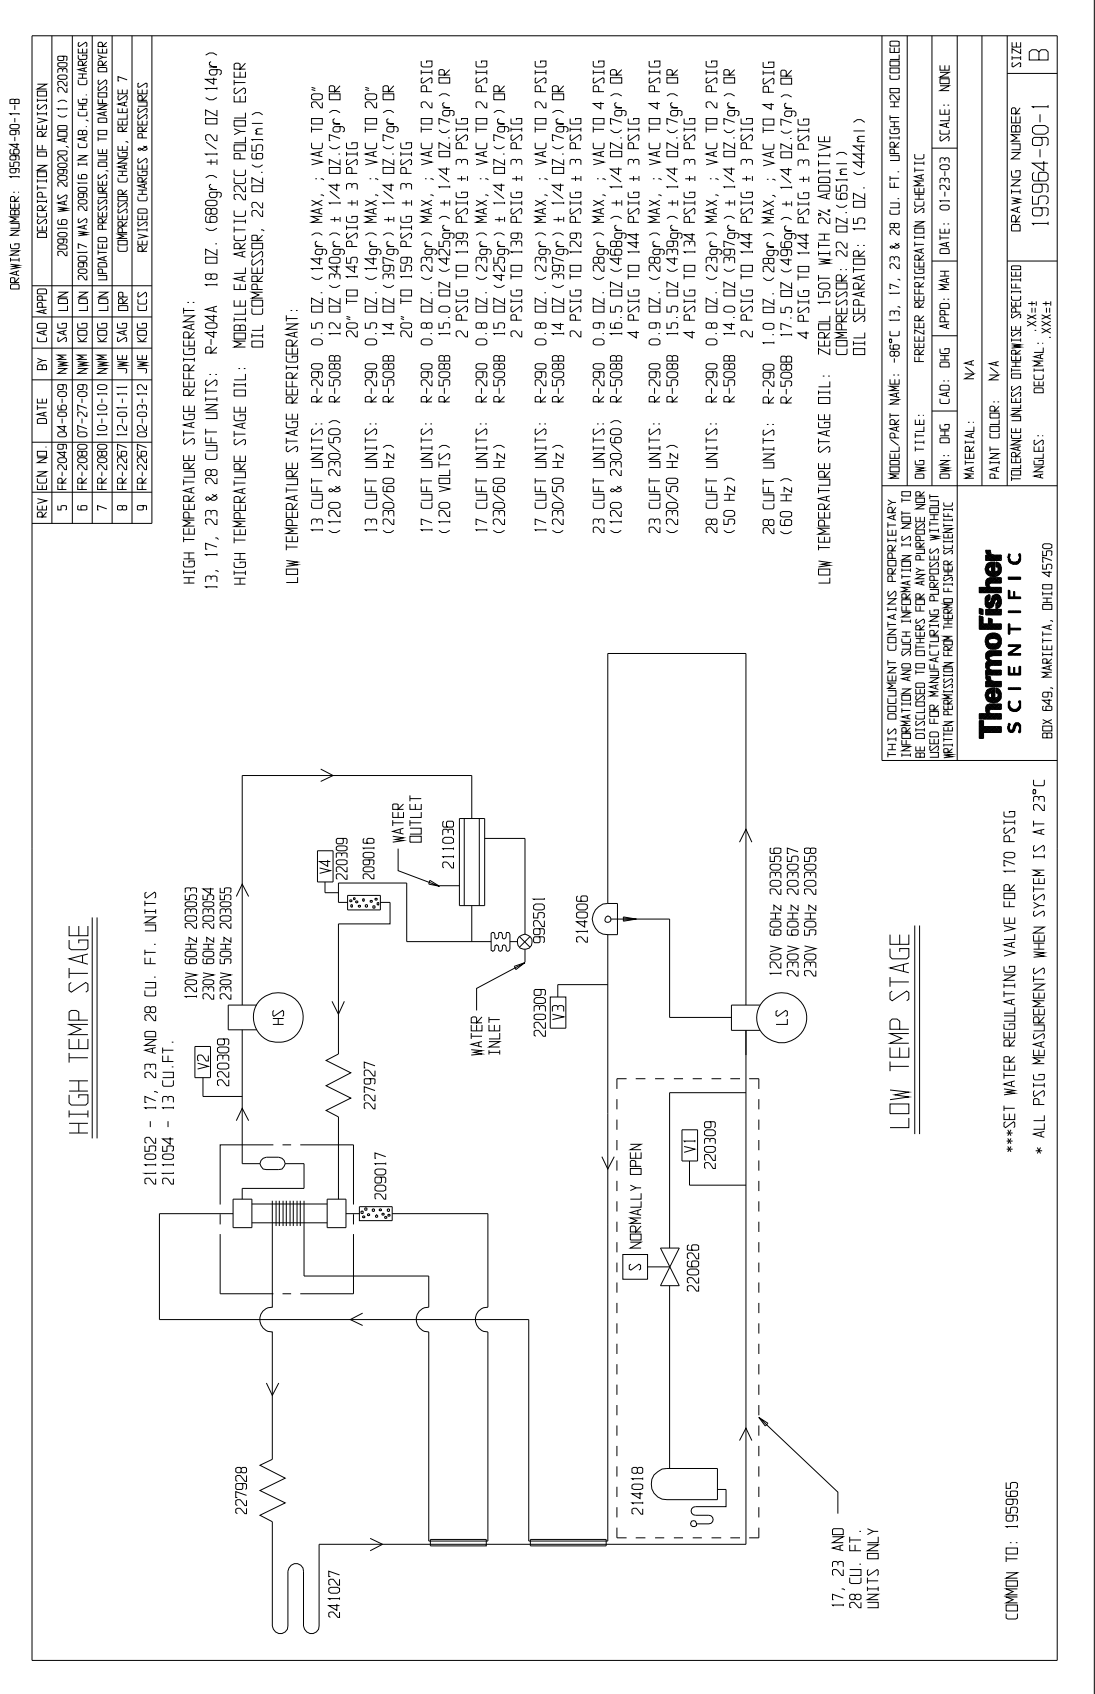 DRAWING NUMBER: 195964-90-1-B
REV ECN NO. DATE BY CAD APPD DESCRIPTION OF REVISION
5 FR-2049 04-06-09 NWM SAG LDN 209016 WAS 209020, ADD (1) 220309
6 FR-2080 07-27-09 NWM KDG LDN 209017 WAS 209016 IN CAB.,CHG. CHARGES
7 FR-2080 10-10-10 NWM KDG LDN UPDATED PRESSURES,DUE TO DANFOSS DRYER
8 FR-2267 12-01-11 JWE SAG DRP COMPRESSOR CHANGE, RELEASE 7
9 FR-2267 02-03-12 JWE KDG CCS REVISED CHARGES & PRESSURES
HIGH TEMP STAGE
211052 - 17, 23 AND 28 CU. FT. UNITS
211054 - 13 CU.FT.
120V 60Hz 203053
230V 60Hz 203054
230V 50Hz 203055
V2
220309
HS
V4
220309
209016
WATER
OUTLET
211036
992501
WATER
INLET
227927
209017
227928
241027
214006
V3
220309
120V 60Hz 203056
230V 60Hz 203057
230V 50Hz 203058
LS
S
NORMALLY OPEN
V1
220309
220626
214018
17, 23 AND
28 CU. FT.
UNITS ONLY
LOW TEMP STAGE
***SET WATER REGULATING VALVE FOR 170 PSIG
* ALL PSIG MEASUREMENTS WHEN SYSTEM IS AT 23°C
COMMON TO: 195965
HIGH TEMPERATURE STAGE REFRIGERANT:
13, 17, 23 & 28 CUFT UNITS: R-404A 18 OZ. (680gr) ±1/2 OZ (14gr)
HIGH TEMPERATURE STAGE OIL: MOBILE EAL ARCTIC 22CC POLYOL ESTER
OIL COMPRESSOR, 22 OZ.(651ml)
LOW TEMPERATURE STAGE REFRIGERANT:
13 CUFT UNITS: R-290 0.5 OZ. (14gr) MAX, ; VAC TO 20"
(120 & 230/50) R-508B 12 OZ (340gr) ± 1/4 OZ.(7gr) OR
20" TO 145 PSIG ± 3 PSIG
13 CUFT UNITS: R-290 0.5 OZ. (14gr) MAX, ; VAC TO 20"
(230/60 Hz) R-508B 14 OZ (397gr) ± 1/4 OZ.(7gr) OR
20" TO 159 PSIG ± 3 PSIG
17 CUFT UNITS: R-290 0.8 OZ. (23gr) MAX, ; VAC TO 2 PSIG
(120 VOLTS) R-508B 15.0 OZ (425gr) ± 1/4 OZ.(7gr) OR
2 PSIG TO 139 PSIG ± 3 PSIG
17 CUFT UNITS: R-290 0.8 OZ. (23gr) MAX, ; VAC TO 2 PSIG
(230/60 Hz) R-508B 15 OZ (425gr) ± 1/4 OZ.(7gr) OR
2 PSIG TO 139 PSIG ± 3 PSIG
17 CUFT UNITS: R-290 0.8 OZ. (23gr) MAX, ; VAC TO 2 PSIG
(230/50 Hz) R-508B 14 OZ (397gr) ± 1/4 OZ.(7gr) OR
2 PSIG TO 129 PSIG ± 3 PSIG
23 CUFT UNITS: R-290 0.9 OZ. (28gr) MAX, ; VAC TO 4 PSIG
(120 & 230/60) R-508B 16.5 OZ (468gr) ± 1/4 OZ.(7gr) OR
4 PSIG TO 144 PSIG ± 3 PSIG
23 CUFT UNITS: R-290 0.9 OZ. (28gr) MAX, ; VAC TO 4 PSIG
(230/50 Hz) R-508B 15.5 OZ (439gr) ± 1/4 OZ.(7gr) OR
4 PSIG TO 134 PSIG ± 3 PSIG
28 CUFT UNITS: R-290 0.8 OZ. (23gr) MAX, ; VAC TO 2 PSIG
(50 Hz) R-508B 14.0 OZ (397gr) ± 1/4 OZ.(7gr) OR
2 PSIG TO 144 PSIG ± 3 PSIG
28 CUFT UNITS: R-290 1.0 OZ. (28gr) MAX, ; VAC TO 4 PSIG
(60 Hz) R-508B 17.5 OZ (496gr) ± 1/4 OZ.(7gr) OR
4 PSIG TO 144 PSIG ± 3 PSIG
LOW TEMPERATURE STAGE OIL: ZEROL 150T WITH 2% ADDITIVE
COMPRESSOR: 22 OZ.(651ml)
OIL SEPARATOR: 15 OZ. (444ml)
THIS DOCUMENT CONTAINS PROPRIETARY
INFORMATION AND SUCH INFORMATION IS NOT TO
BE DISCLOSED TO OTHERS FOR ANY PURPOSE NOR
USED FOR MANUFACTURING PURPOSES WITHOUT
WRITTEN PERMISSION FROM THERMO FISHER SCIENTIFIC
ThermoFisher
SCIENTIFIC
BOX 649, MARIETTA, OHIO 45750
MODEL/PART NAME: -86°C 13, 17, 23 & 28 CU. FT. UPRIGHT H2O COOLED
DWG TITLE: FREEZER REFRIGERATION SCHEMATIC
DWN: DHG CAD: DHG APPD: MAH DATE: 01-23-03 SCALE: NONE
MATERIAL: N/A
PAINT COLOR: N/A
TOLERANCE UNLESS OTHERWISE SPECIFIED
ANGLES: DECIMAL: .XX=±
.XXX=±
DRAWING NUMBER
195964-90-1
SIZE
B